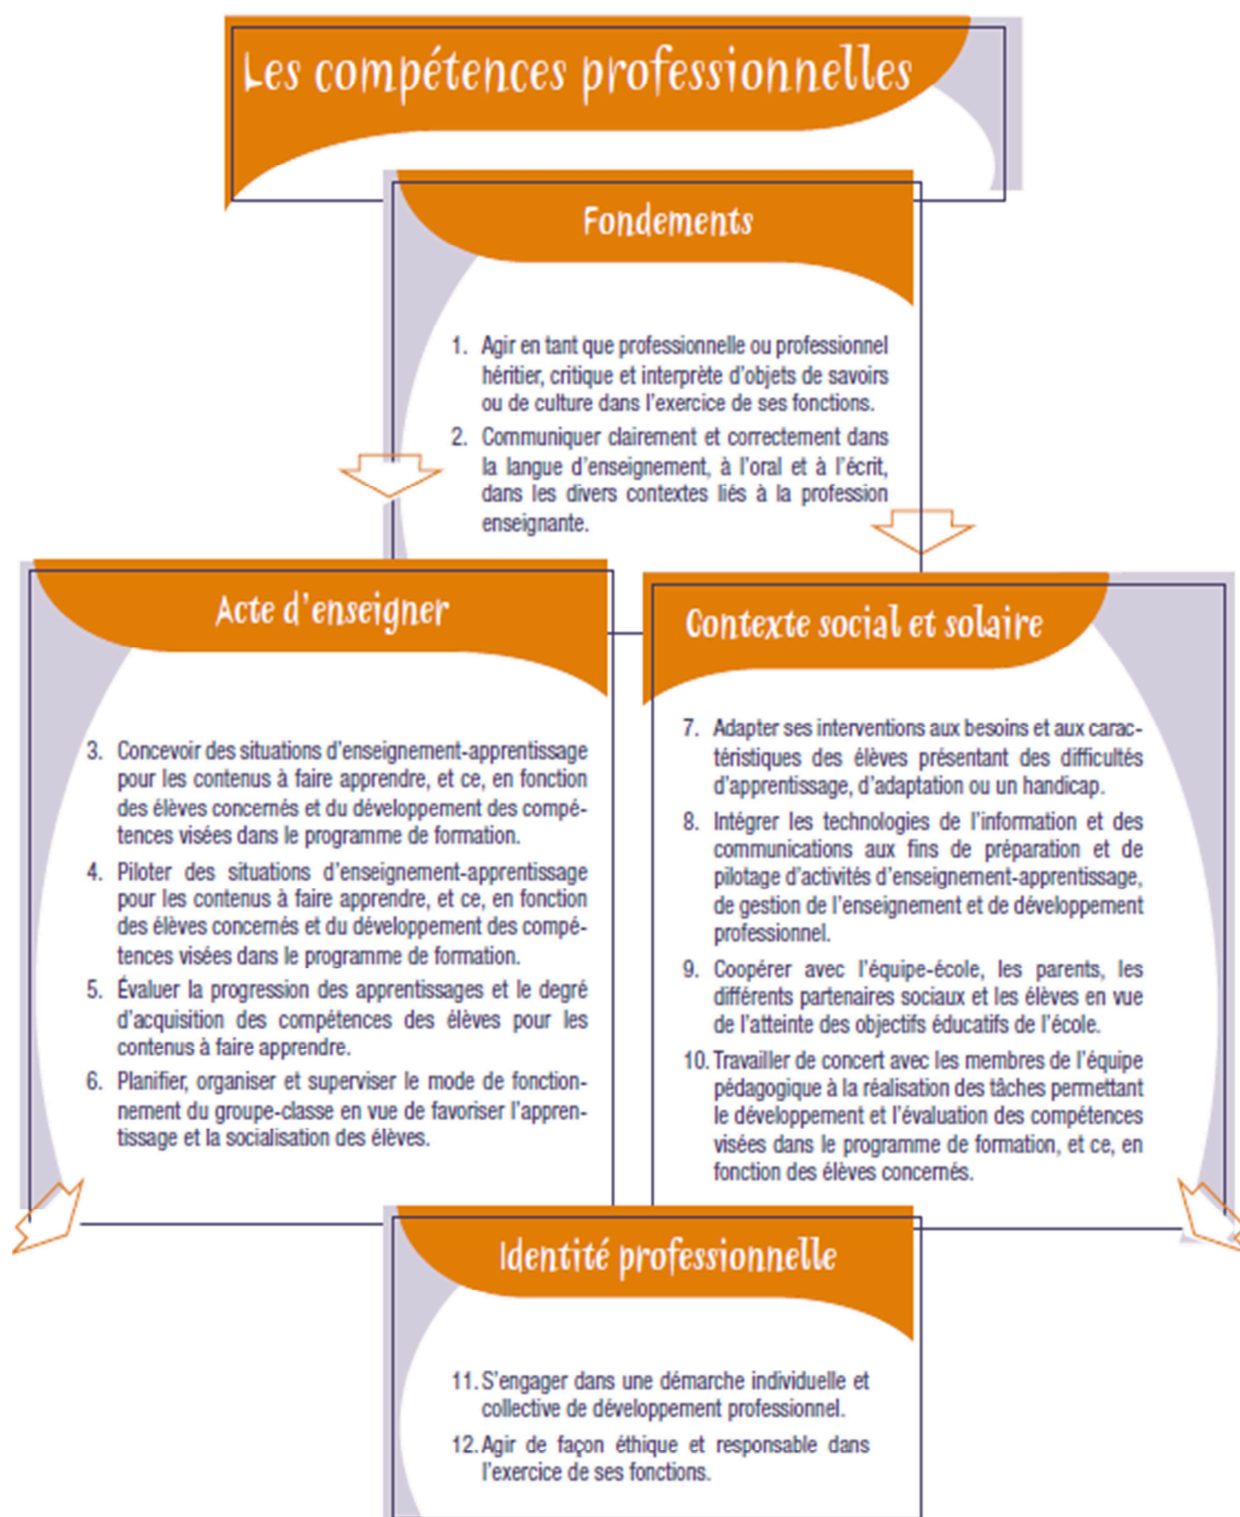 Les compétences professionnelles
Fondements
1. Agir en tant que professionnelle ou professionnel
héritier, critique et interprète d'objets de savoirs
ou de culture dans l'exercice de ses fonctions.
2. Communiquer clairement et correctement dans
la langue d'enseignement, à l'oral et à l'écrit,
dans les divers contextes liés à la profession
enseignante.
Acte d'enseigner
3. Concevoir des situations d'enseignement-apprentissage
pour les contenus à faire apprendre, et ce, en fonction
des élèves concernés et du développement des compé-
tences visées dans le programme de formation.
4. Piloter des situations d'enseignement-apprentissage
pour les contenus à faire apprendre, et ce, en fonction
des élèves concernés et du développement des compé-
tences visées dans le programme de formation.
5. Évaluer la progression des apprentissages et le degré
d'acquisition des compétences des élèves pour les
contenus à faire apprendre.
6. Planifier, organiser et superviser le mode de fonction-
nement du groupe-classe en vue de favoriser l'appren-
tissage et la socialisation des élèves.
Contexte social et solaire
7. Adapter ses interventions aux besoins et aux carac-
téristiques des élèves présentant des difficultés
d'apprentissage, d'adaptation ou un handicap.
8. Intégrer les technologies de l'information et des
communications aux fins de préparation et de
pilotage d'activités d'enseignement-apprentissage,
de gestion de l'enseignement et de développement
professionnel.
9. Coopérer avec l'équipe-école, les parents, les
différents partenaires sociaux et les élèves en vue
de l'atteinte des objectifs éducatifs de l'école.
10. Travailler de concert avec les membres de l'équipe
pédagogique à la réalisation des tâches permettant
le développement et l'évaluation des compétences
visées dans le programme de formation, et ce, en
fonction des élèves concernés.
Identité professionnelle
11. S'engager dans une démarche individuelle et
collective de développement professionnel.
12. Agir de façon éthique et responsable dans
l'exercice de ses fonctions.